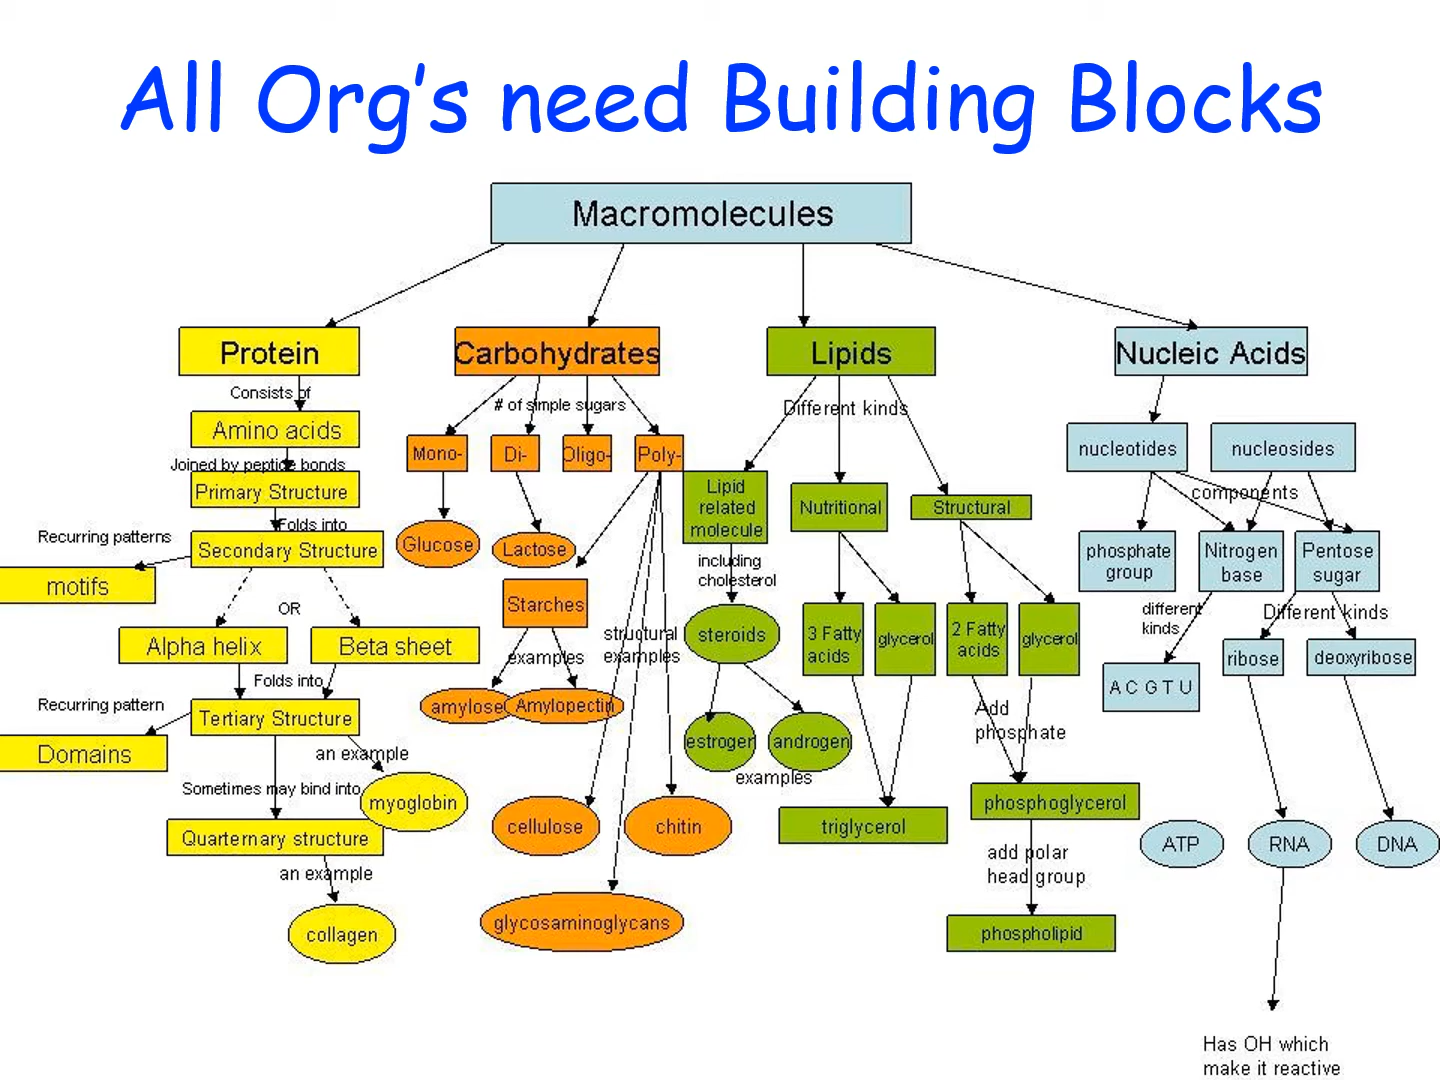 All Org's need Building Blocks
Macromolecules
Protein
Carbohydrates
Lipids
Nucleic Acids
Consists of
Amino acids
Joined by peptide bonds
Primary Structure
Folds into
Recurring patterns
Secondary Structure
motifs
OR
Alpha helix
Beta sheet
Folds into
Recurring pattern
Tertiary Structure
Domains
an example
myoglobin
Sometimes may bind into
Quarternary structure
an example
collagen
# of simple sugars
Mono-
Di-
Oligo-
Poly-
Glucose
Lactose
Starches
examples
amylose
Amylopectin
structural
examples
cellulose
chitin
glycosaminoglycans
Different kinds
Lipid
related
molecule
Nutritional
Structural
including
cholesterol
steroids
estrogen
androgen
examples
3 Fatty
acids
glycerol
2 Fatty
acids
glycerol
Add
phosphate
triglycerol
phosphoglycerol
add polar
head group
phospholipid
nucleotides
nucleosides
components
phosphate
group
Nitrogen
base
Pentose
sugar
different
kinds
Different kinds
A C G T U
ribose
deoxyribose
ATP
RNA
DNA
Has OH which
make it reactive